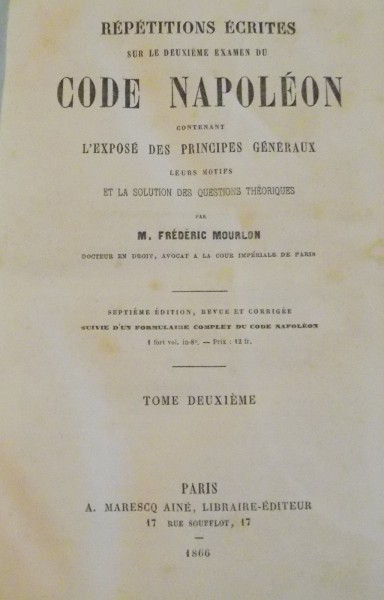 RÉPÉTITIONS ÉCRITES
SUR LE DEUXIÈME EXAMEN DU
CODE NAPOLÉON
CONTENANT
L'EXPOSÉ DES PRINCIPES GÉNÉRAUX
LEURS MOTIFS
ET LA SOLUTION DES QUESTIONS THÉORIQUES
PAR
M. FRÉDÉRIC MOURLON
DOCTEUR EN DROIT, AVOCAT A LA COUR IMPÉRIALE DE PARIS
SEPTIÈME ÉDITION, REVUE ET CORRIGÉE
SUIVIE D'UN FORMULAIRE COMPLET DU CODE NAPOLÉON
1 fort vol. in-8º. — Prix : 12 fr.
TOME DEUXIÈME
PARIS
A. MARESCQ AINÉ, LIBRAIRE-ÉDITEUR
17 RUE SOUFFLOT, 17
—
1866